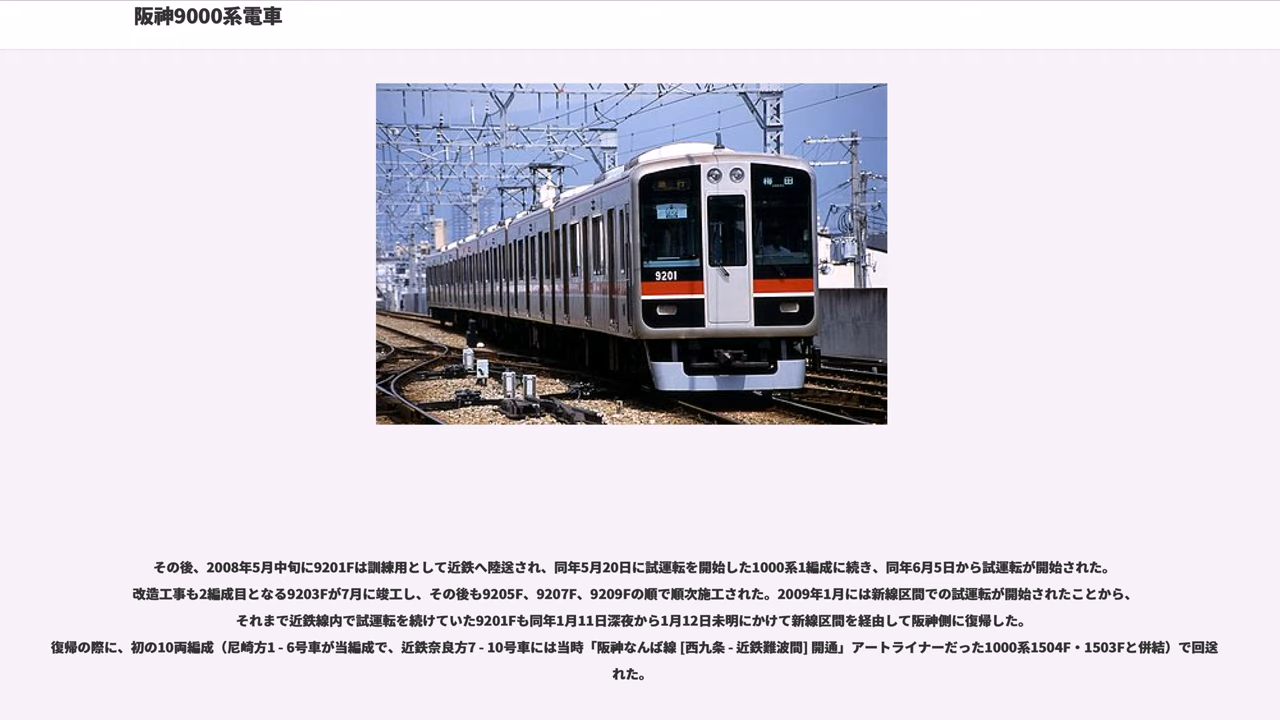 阪神9000系電車
梅田
9201
その後、2008年5月中旬に9201Fは訓練用として近鉄へ陸送され、同年5月20日に試運転を開始した1000系1編成に続き、同年6月5日から試運転が開始された。
改造工事も2編成目となる9203Fが7月に竣工し、その後も9205F、9207F、9209Fの順で順次施工された。2009年1月には新線区間での試運転が開始されたことから、
それまで近鉄線内で試運転を続けていた9201Fも同年1月11日深夜から1月12日未明にかけて新線区間を経由して阪神側に復帰した。
復帰の際に、初の10両編成（尼崎方1 - 6号車が当編成で、近鉄奈良方7 - 10号車には当時「阪神なんば線 [西九条 - 近鉄難波間] 開通」アートライナーだった1000系1504F・1503Fと併結）で回送
れた。